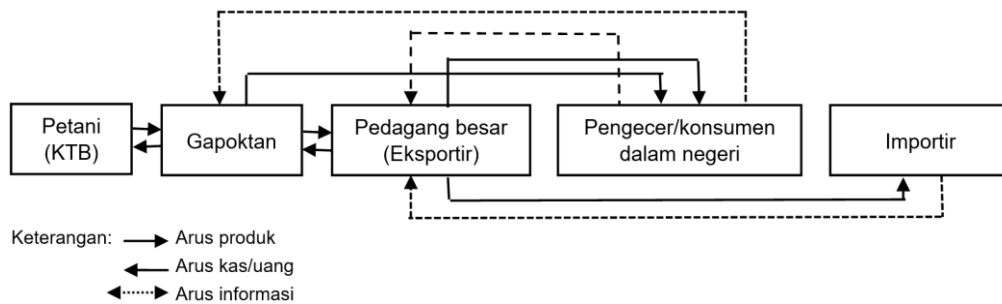 Petani
(KTB)
Gapoktan
Pedagang besar
(Eksportir)
Pengecer/konsumen
dalam negeri
Importir
Keterangan:
Arus produk
Arus kas/uang
Arus informasi